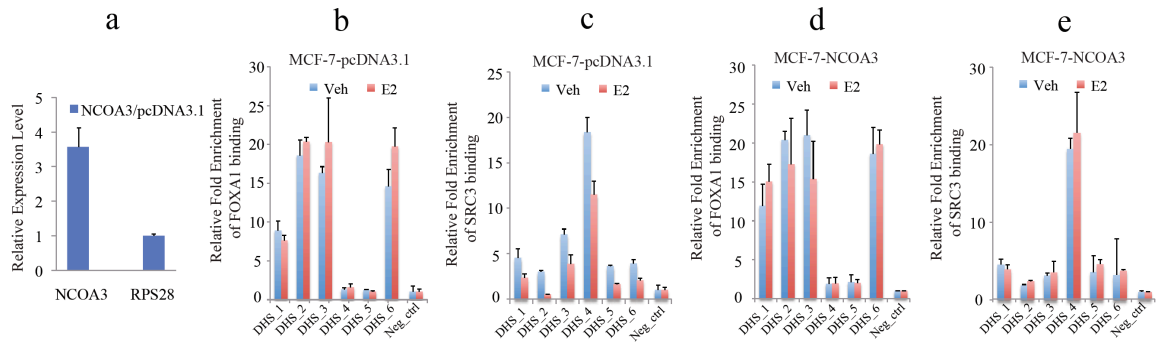 a
Relative Expression Level
5
4
3
2
1
0
NCOA3/pcDNA3.1
NCOA3
RPS28
b
MCF-7-pcDNA3.1
Relative Fold Enrichment
of FOXA1 binding
30
25
20
15
10
5
0
Veh
E2
DHS_1
DHS_2
DHS_3
DHS_4
DHS_5
DHS_6
Neg_ctrl
c
MCF-7-pcDNA3.1
Relative Fold Enrichment
of SRC3 binding
25
20
15
10
5
0
Veh
E2
DHS_1
DHS_2
DHS_3
DHS_4
DHS_5
DHS_6
Neg_ctrl
d
MCF-7-NCOA3
Relative Fold Enrichment
of FOXA1 binding
30
25
20
15
10
5
0
Veh
E2
DHS_1
DHS_2
DHS_3
DHS_4
DHS_5
DHS_6
Neg_ctrl
e
MCF-7-NCOA3
Relative Fold Enrichment
of SRC3 binding
30
25
20
15
10
5
0
Veh
E2
DHS_1
DHS_2
DHS_3
DHS_4
DHS_5
DHS_6
Neg_ctrl